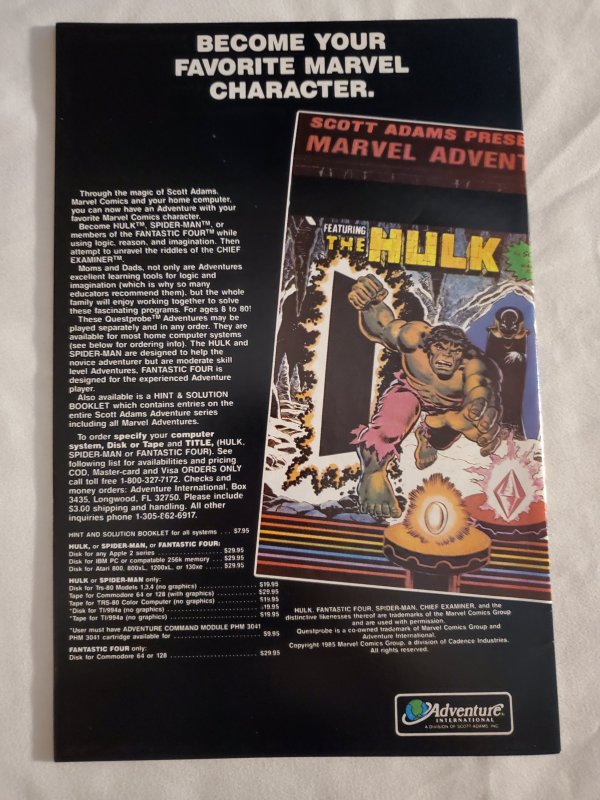 BECOME YOUR
FAVORITE MARVEL
CHARACTER.
SCOTT ADAMS PRESE
MARVEL ADVENT
FEATURING
THE HULK
Through the magic of Scott Adams,
Marvel Comics and your home computer,
you can now have an Adventure with your
favorite Marvel Comics character.
Become HULK™, SPIDER-MAN™, or
members of the FANTASTIC FOUR™ while
using logic, reason, and imagination. Then
attempt to unravel the riddles of the CHIEF
EXAMINER™.
Moms and Dads, not only are Adventures
excellent learning tools for logic and
imagination (which is why so many
educators recommend them), but the whole
family will enjoy working together to solve
these fascinating programs. For ages 8 to 80!
These Questprobe™ Adventures may be
played separately and in any order. They are
available for most home computer systems
(see below for ordering info). The HULK and
SPIDER-MAN are designed to help the
novice adventurer but are moderate skill
level Adventures. FANTASTIC FOUR is
designed for the experienced Adventure
player.
Also available is a HINT & SOLUTION
BOOKLET which contains entries on the
entire Scott Adams Adventure series
including all Marvel Adventures.
To order specify your computer
system, Disk or Tape and TITLE, (HULK,
SPIDER-MAN or FANTASTIC FOUR). See
following list for availabilities and pricing
COD, Master-card and Visa ORDERS ONLY
call toll free 1-800-327-7172. Checks and
money orders: Adventure International, Box
3435, Longwood, FL 32750. Please include
$3.00 shipping and handling. All other
inquiries phone 1-305-862-6917.
HINT AND SOLUTION BOOKLET for all systems .... $7.95
HULK, or SPIDER-MAN, or FANTASTIC FOUR:
Disk for any Apple 2 series .................... $29.95
Disk for IBM PC or compatable 256k memory .... $29.95
Disk for Atari 800, 800xL, 1200xL, or 130xe .... $29.95
HULK or SPIDER-MAN only:
Disk for Trs-80 Models 1,3,4 (no graphics) .............. $19.95
Tape for Commodore 64 or 128 (with graphics) ........ $29.95
Tape for TRS-80 Color Computer (no graphics) ........ $19.95
*Disk for TI/994a (no graphics) .................... $19.95
*Tape for TI/994a (no graphics) .................... $19.95
*User must have ADVENTURE COMMAND MODULE PHM 3041
PHM 3041 cartridge available for .................... $9.95
FANTASTIC FOUR only:
Disk for Commodore 64 or 128 ........................ $29.95
HULK, FANTASTIC FOUR, SPIDER-MAN, CHIEF EXAMINER, and the
distinctive likenesses thereof are trademarks of the Marvel Comics Group
and are used with permission.
Questprobe is a co-owned trademark of Marvel Comics Group and
Adventure International.
Copyright 1985 Marvel Comics Group, a division of Cadence Industries.
All rights reserved.
Adventure
INTERNATIONAL
A DIVISION OF SCOTT ADAMS, INC.